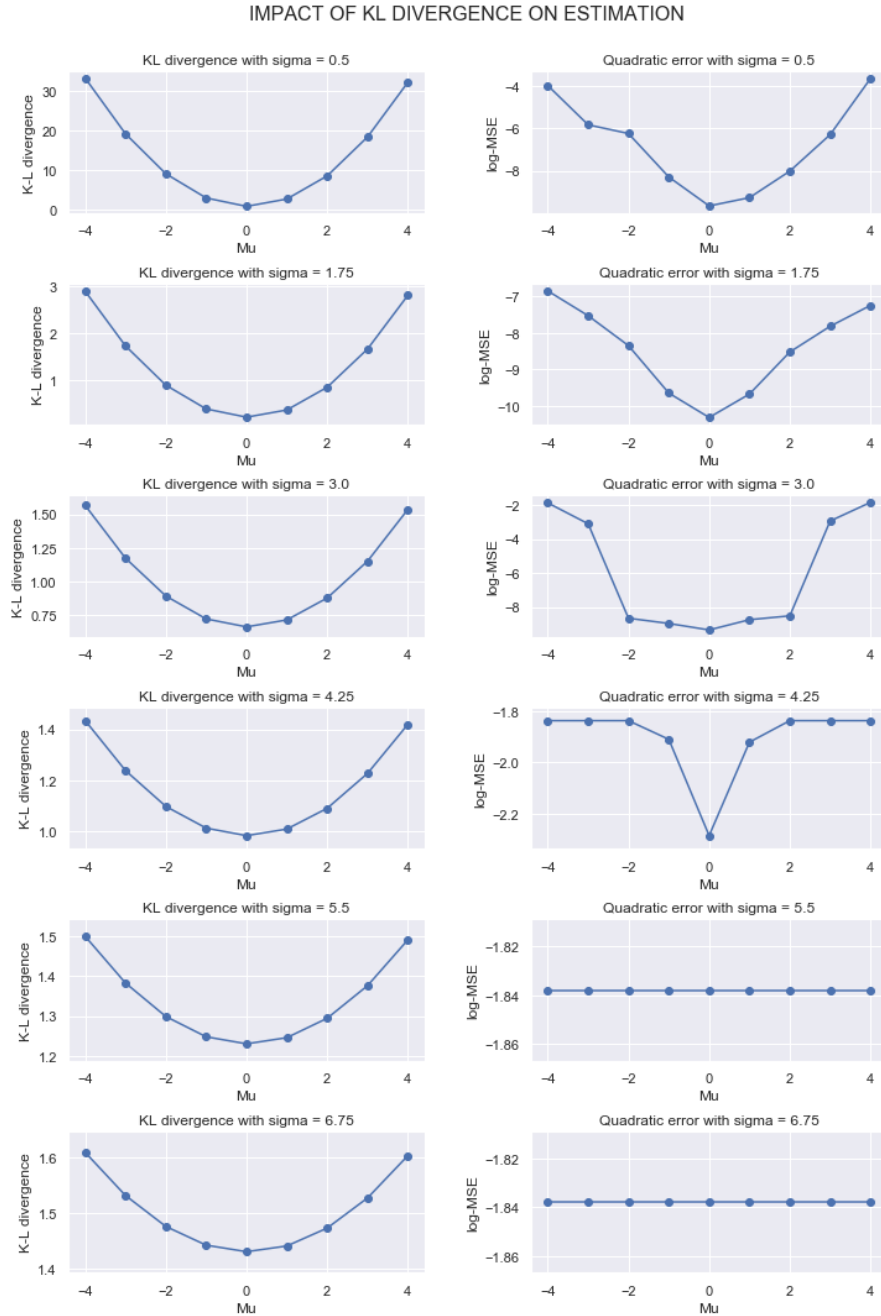 IMPACT OF KL DIVERGENCE ON ESTIMATION
KL divergence with sigma = 0.5
K-L divergence
30
20
10
0
−4 −2 0 2 4
Mu
Quadratic error with sigma = 0.5
log-MSE
−4
−6
−8
−4 −2 0 2 4
Mu
KL divergence with sigma = 1.75
K-L divergence
3
2
1
−4 −2 0 2 4
Mu
Quadratic error with sigma = 1.75
log-MSE
−7
−8
−9
−10
−4 −2 0 2 4
Mu
KL divergence with sigma = 3.0
K-L divergence
1.50
1.25
1.00
0.75
−4 −2 0 2 4
Mu
Quadratic error with sigma = 3.0
log-MSE
−2
−4
−6
−8
−4 −2 0 2 4
Mu
KL divergence with sigma = 4.25
K-L divergence
1.4
1.2
1.0
−4 −2 0 2 4
Mu
Quadratic error with sigma = 4.25
log-MSE
−1.8
−2.0
−2.2
−4 −2 0 2 4
Mu
KL divergence with sigma = 5.5
K-L divergence
1.5
1.4
1.3
1.2
−4 −2 0 2 4
Mu
Quadratic error with sigma = 5.5
log-MSE
−1.82
−1.84
−1.86
−4 −2 0 2 4
Mu
KL divergence with sigma = 6.75
K-L divergence
1.6
1.5
1.4
−4 −2 0 2 4
Mu
Quadratic error with sigma = 6.75
log-MSE
−1.82
−1.84
−1.86
−4 −2 0 2 4
Mu